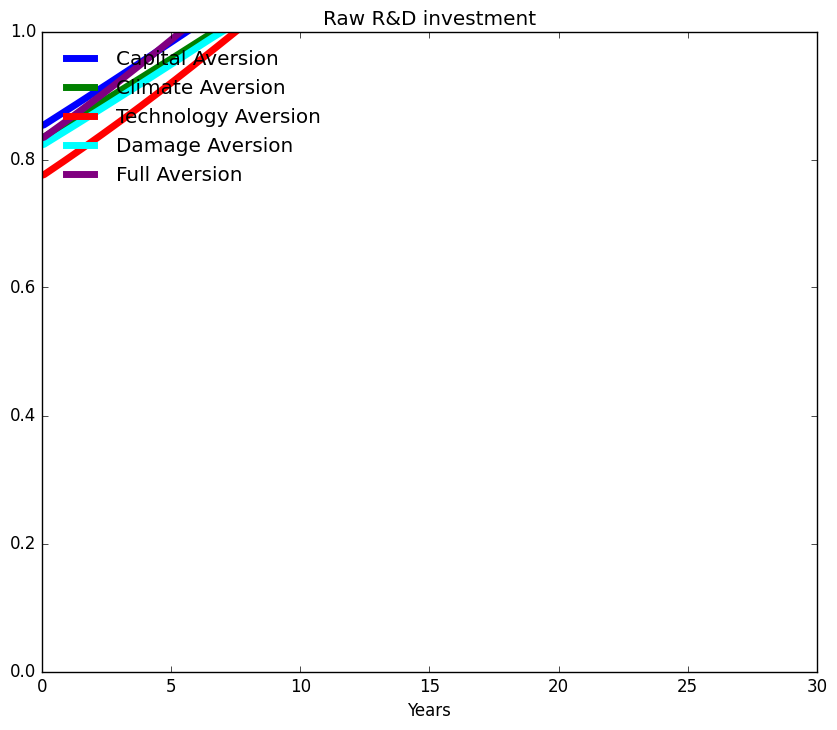 Raw R&D investment
1.0
Capital Aversion
Climate Aversion
Technology Aversion
Damage Aversion
Full Aversion
0.8
0.6
0.4
0.2
0.0
0 5 10 15 20 25 30
Years